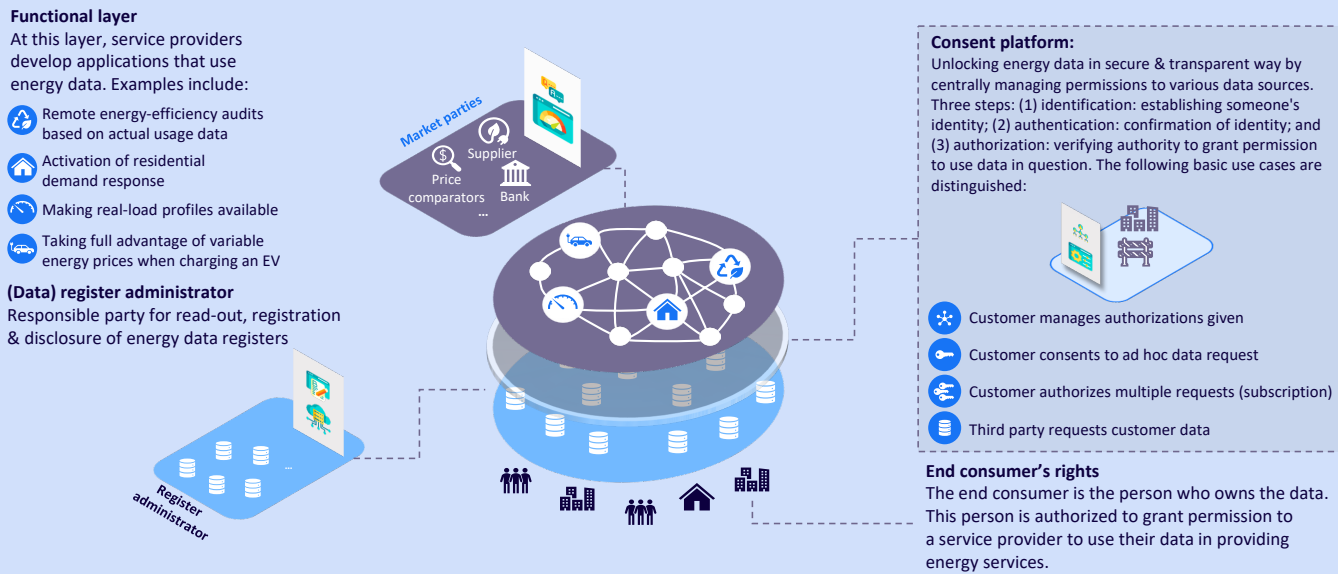 Functional layer
At this layer, service providers
develop applications that use
energy data. Examples include:
Remote energy-efficiency audits
based on actual usage data
Activation of residential
demand response
Making real-load profiles available
Taking full advantage of variable
energy prices when charging an EV
(Data) register administrator
Responsible party for read-out, registration
& disclosure of energy data registers
Register
administrator
...
Market parties
Supplier
Price
comparators
Bank
...
Consent platform:
Unlocking energy data in secure & transparent way by
centrally managing permissions to various data sources.
Three steps: (1) identification: establishing someone's
identity; (2) authentication: confirmation of identity; and
(3) authorization: verifying authority to grant permission
to use data in question. The following basic use cases are
distinguished:
Customer manages authorizations given
Customer consents to ad hoc data request
Customer authorizes multiple requests (subscription)
Third party requests customer data
End consumer's rights
The end consumer is the person who owns the data.
This person is authorized to grant permission to
a service provider to use their data in providing
energy services.